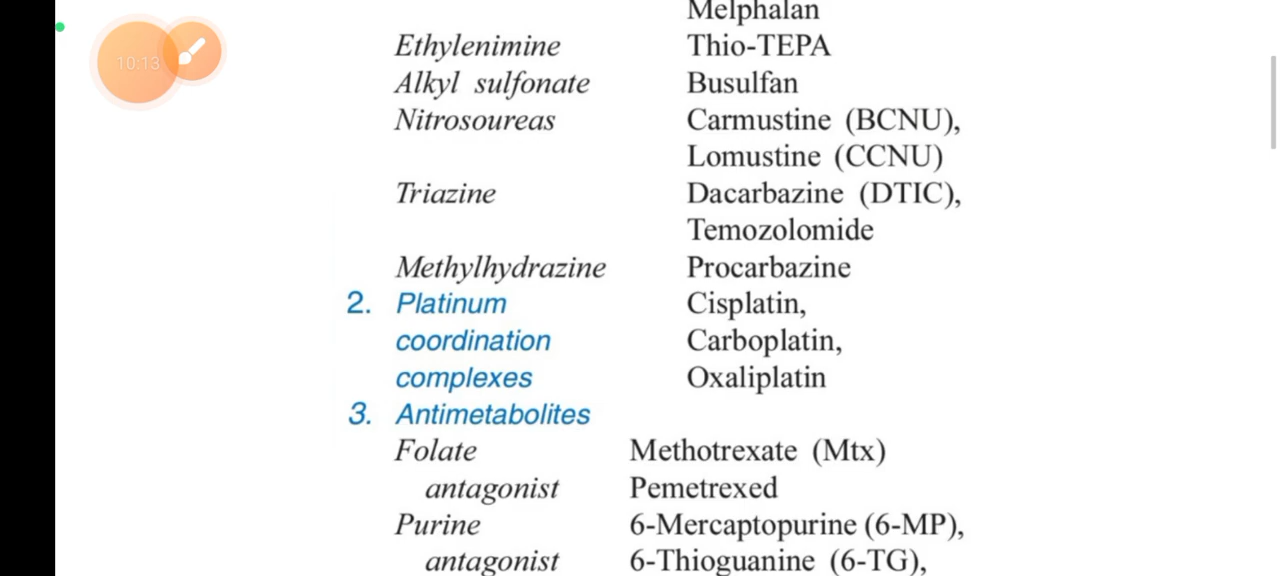 Melphalan
10:13
Ethylenimine Thio-TEPA
Alkyl sulfonate Busulfan
Nitrosoureas Carmustine (BCNU),
Lomustine (CCNU)
Triazine Dacarbazine (DTIC),
Temozolomide
Methylhydrazine Procarbazine
2. Platinum Cisplatin,
coordination Carboplatin,
complexes Oxaliplatin
3. Antimetabolites
Folate Methotrexate (Mtx)
antagonist Pemetrexed
Purine 6-Mercaptopurine (6-MP),
antagonist 6-Thioguanine (6-TG),